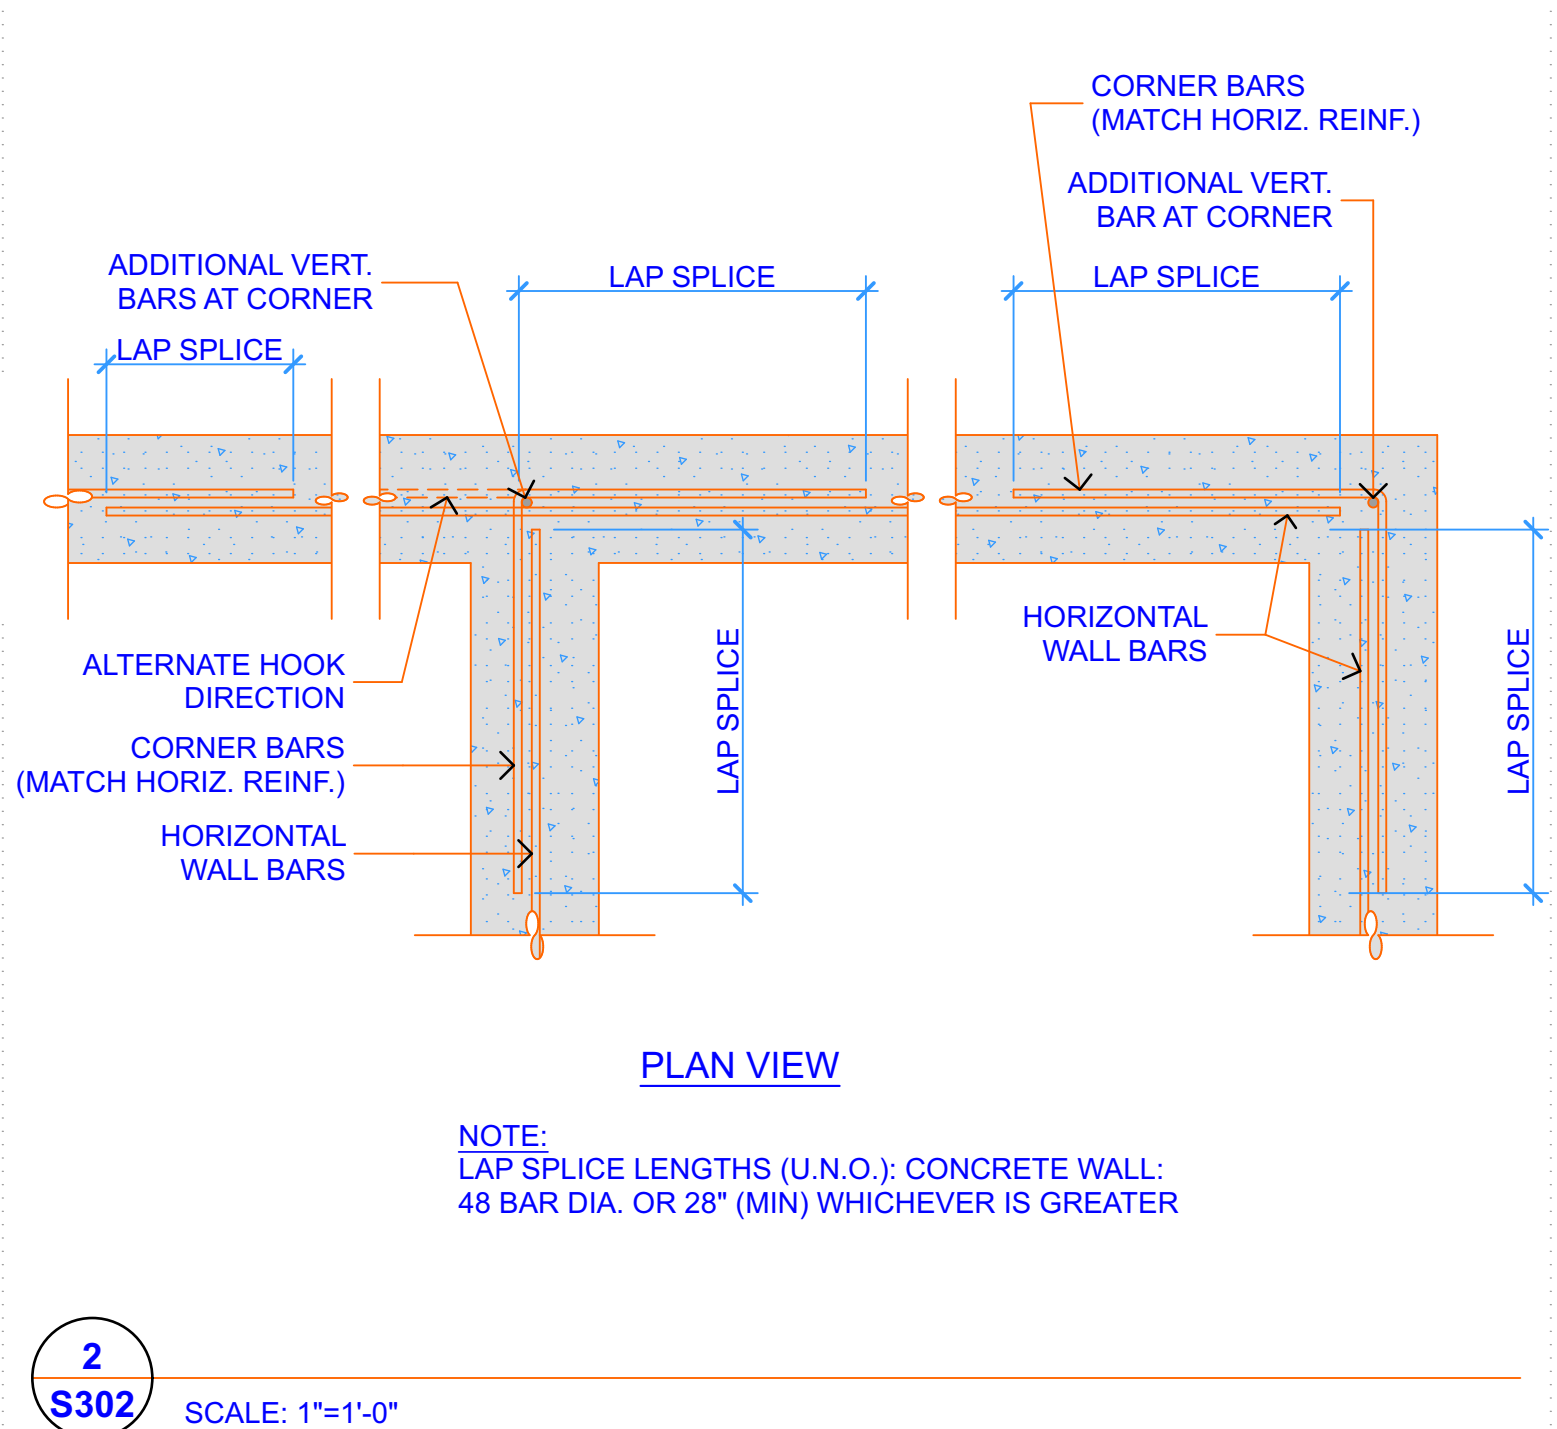 CORNER BARS
(MATCH HORIZ. REINF.)
ADDITIONAL VERT.
BAR AT CORNER
ADDITIONAL VERT.
BARS AT CORNER
LAP SPLICE
LAP SPLICE
LAP SPLICE
ALTERNATE HOOK
DIRECTION
CORNER BARS
(MATCH HORIZ. REINF.)
HORIZONTAL
WALL BARS
LAP SPLICE
HORIZONTAL
WALL BARS
LAP SPLICE
PLAN VIEW
NOTE:
LAP SPLICE LENGTHS (U.N.O.): CONCRETE WALL:
48 BAR DIA. OR 28" (MIN) WHICHEVER IS GREATER
2
S302
SCALE: 1"=1'-0"